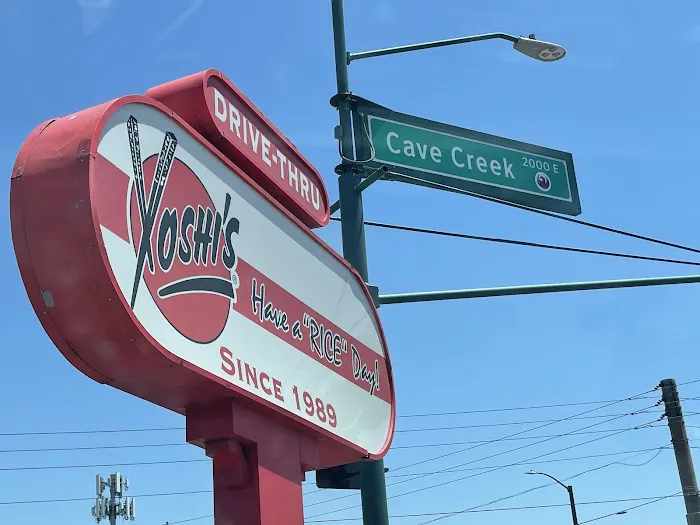 DRIVE-THRU
YOSHI'S®
Have a "RICE" Day!
SINCE 1989
Cave Creek 2000 E